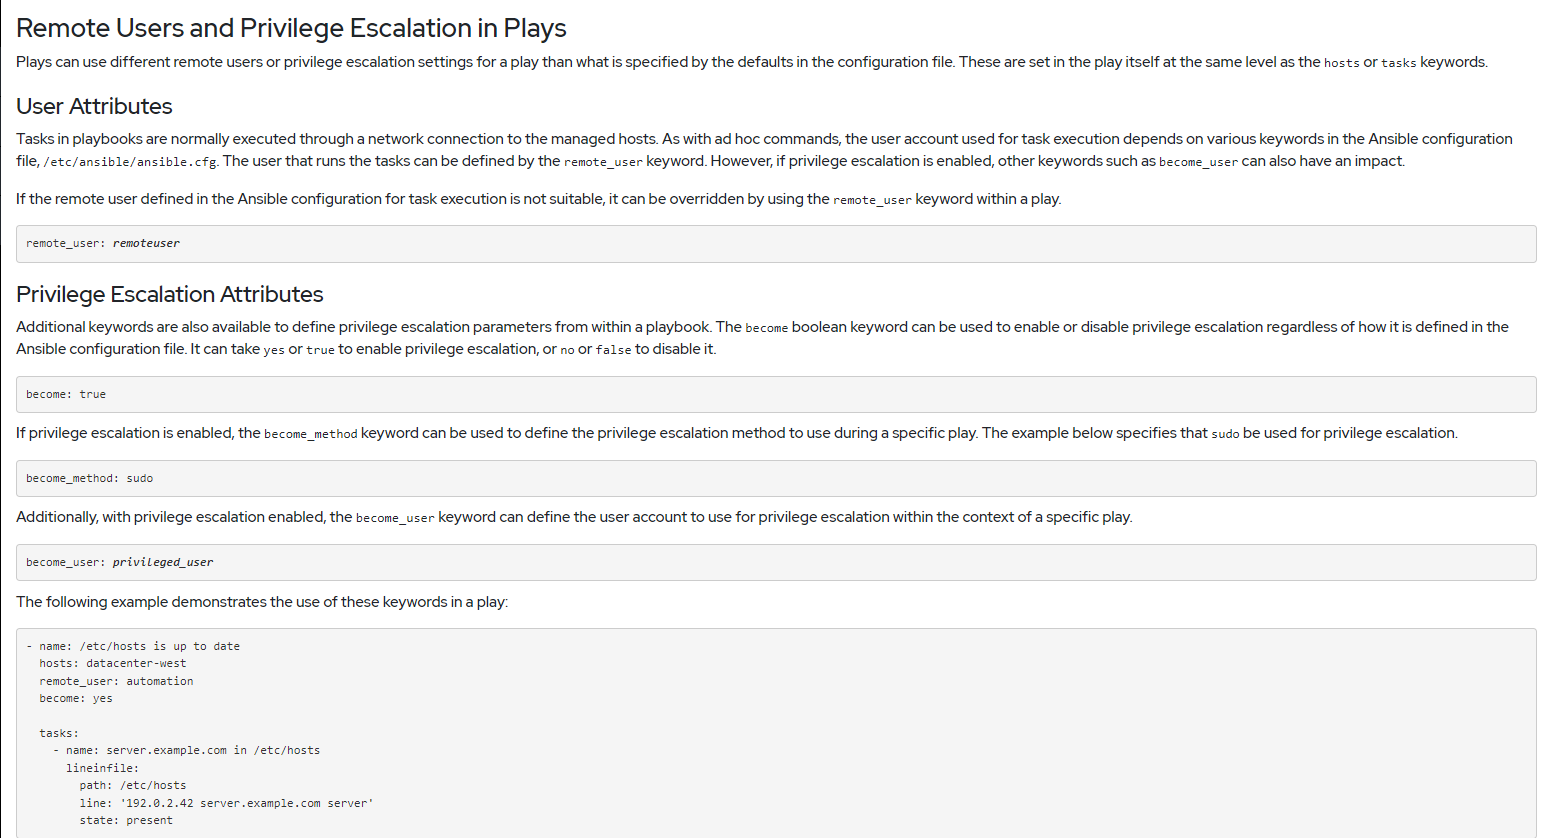 Remote Users and Privilege Escalation in Plays
Plays can use different remote users or privilege escalation settings for a play than what is specified by the defaults in the configuration file. These are set in the play itself at the same level as the hosts or tasks keywords.
User Attributes
Tasks in playbooks are normally executed through a network connection to the managed hosts. As with ad hoc commands, the user account used for task execution depends on various keywords in the Ansible configuration
file, /etc/ansible/ansible.cfg. The user that runs the tasks can be defined by the remote_user keyword. However, if privilege escalation is enabled, other keywords such as become_user can also have an impact.
If the remote user defined in the Ansible configuration for task execution is not suitable, it can be overridden by using the remote_user keyword within a play.
remote_user: remoteuser
Privilege Escalation Attributes
Additional keywords are also available to define privilege escalation parameters from within a playbook. The become boolean keyword can be used to enable or disable privilege escalation regardless of how it is defined in the
Ansible configuration file. It can take yes or true to enable privilege escalation, or no or false to disable it.
become: true
If privilege escalation is enabled, the become_method keyword can be used to define the privilege escalation method to use during a specific play. The example below specifies that sudo be used for privilege escalation.
become_method: sudo
Additionally, with privilege escalation enabled, the become_user keyword can define the user account to use for privilege escalation within the context of a specific play.
become_user: privileged_user
The following example demonstrates the use of these keywords in a play:
- name: /etc/hosts is up to date
  hosts: datacenter-west
  remote_user: automation
  become: yes
  tasks:
    - name: server.example.com in /etc/hosts
      lineinfile:
        path: /etc/hosts
        line: '192.0.2.42 server.example.com server'
        state: present